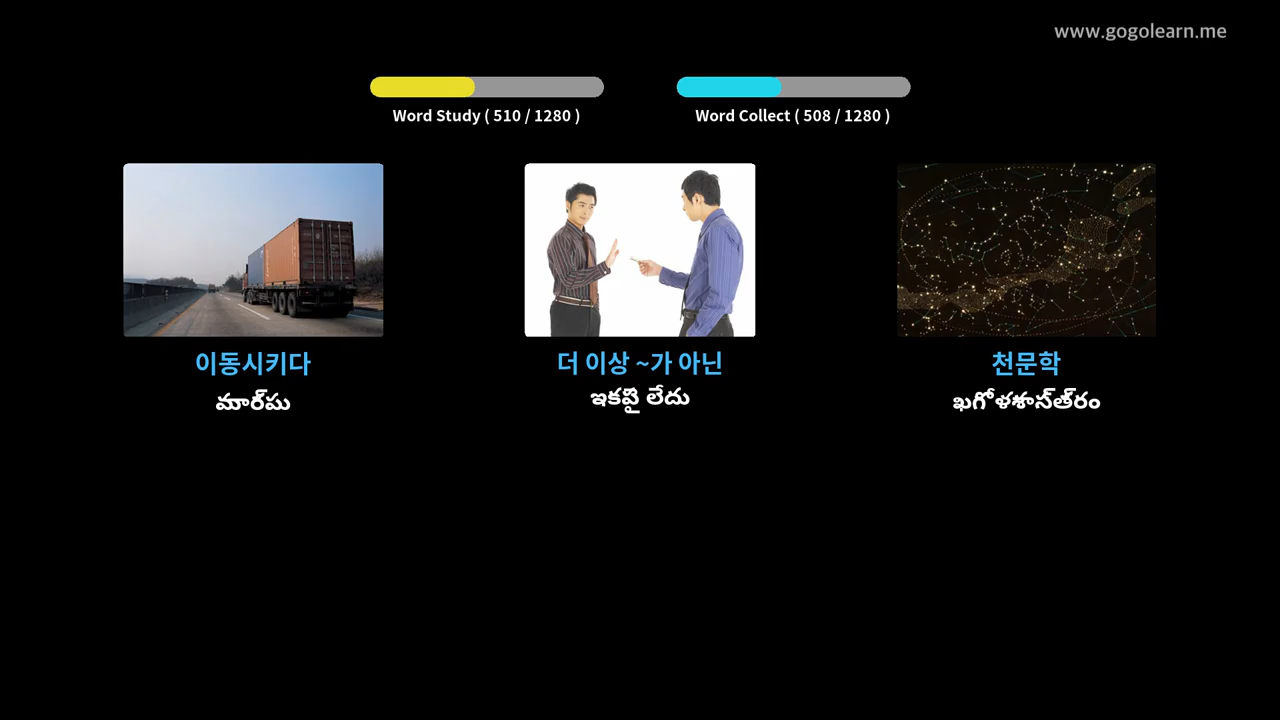 www.gogolearn.me
Word Study ( 510 / 1280 )
Word Collect ( 508 / 1280 )
이동시키다
더 이상 ~가 아닌
천문학
మార్‌పు
ఇకపై లేదు
ఖగోళశాస్‌త్‌రం